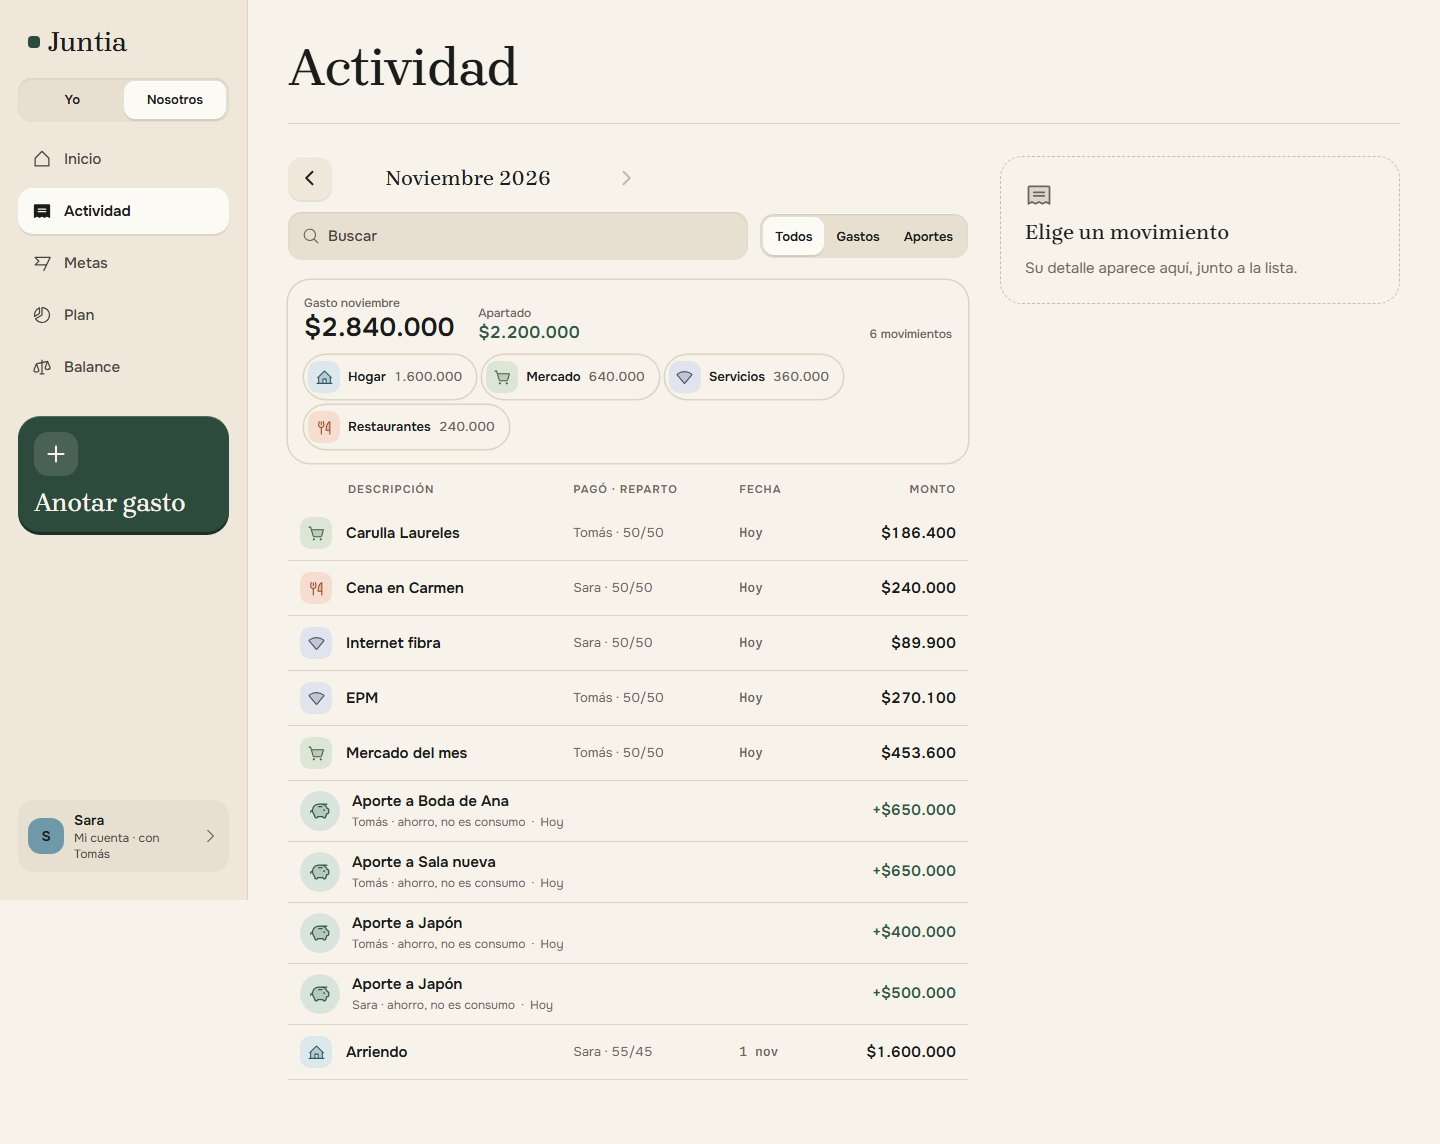 Juntia
Yo
Nosotros
Inicio
Actividad
Metas
Plan
Balance
Anotar gasto
S
Sara
Mi cuenta · con
Tomás
Actividad
Noviembre 2026
Buscar
Todos
Gastos
Aportes
Gasto noviembre
$2.840.000
Apartado
$2.200.000
6 movimientos
Hogar 1.600.000
Mercado 640.000
Servicios 360.000
Restaurantes 240.000
DESCRIPCIÓN PAGÓ · REPARTO FECHA MONTO
Carulla Laureles Tomás · 50/50 Hoy $186.400
Cena en Carmen Sara · 50/50 Hoy $240.000
Internet fibra Sara · 50/50 Hoy $89.900
EPM Tomás · 50/50 Hoy $270.100
Mercado del mes Tomás · 50/50 Hoy $453.600
Aporte a Boda de Ana +$650.000
Tomás · ahorro, no es consumo · Hoy
Aporte a Sala nueva +$650.000
Tomás · ahorro, no es consumo · Hoy
Aporte a Japón +$400.000
Tomás · ahorro, no es consumo · Hoy
Aporte a Japón +$500.000
Sara · ahorro, no es consumo · Hoy
Arriendo Sara · 55/45 1 nov $1.600.000
Elige un movimiento
Su detalle aparece aquí, junto a la lista.